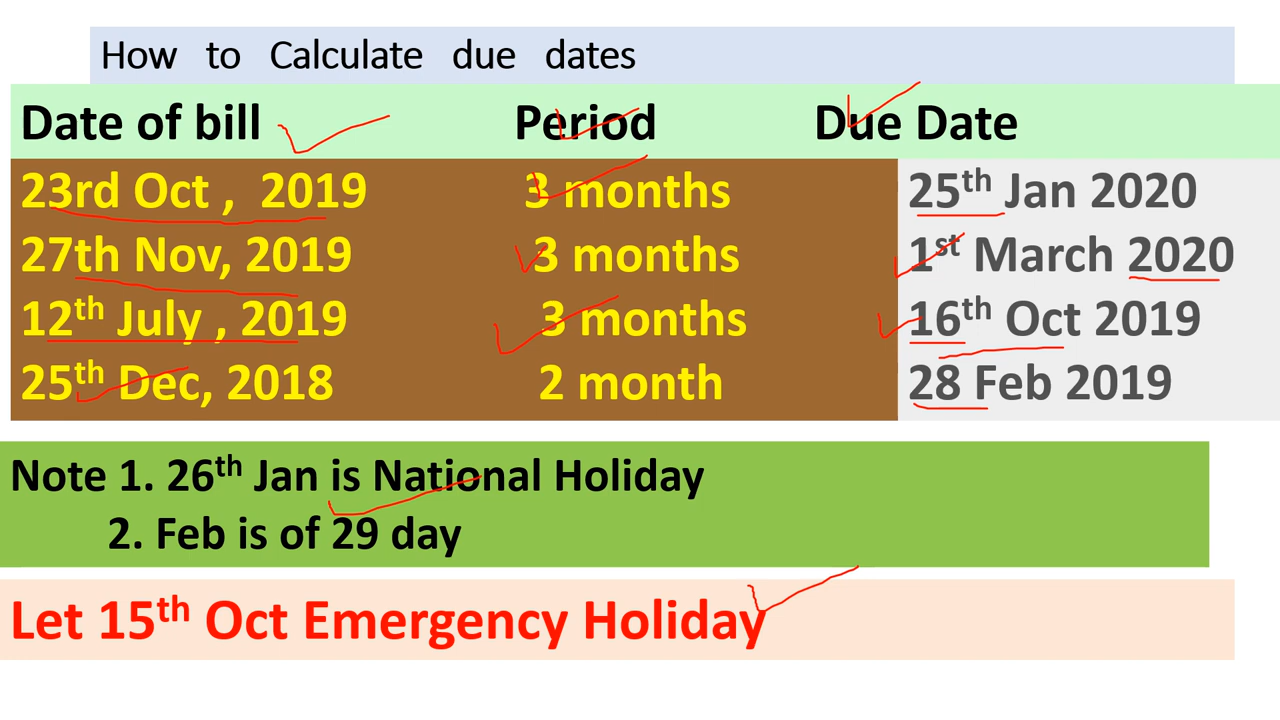 How to Calculate due dates
Date of bill Period Due Date
23rd Oct , 2019 3 months 25th Jan 2020
27th Nov, 2019 3 months 1st March 2020
12th July , 2019 3 months 16th Oct 2019
25th Dec, 2018 2 month 28 Feb 2019
Note 1. 26th Jan is National Holiday
2. Feb is of 29 day
Let 15th Oct Emergency Holiday